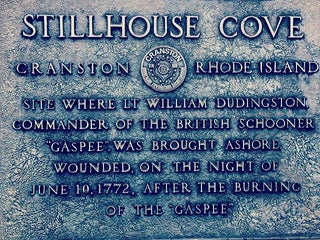 STILLHOUSE COVE
CRANSTON
CRANSTON RHODE ISLAND
SITE WHERE LT WILLIAM DUDINGSTON
COMMANDER OF THE BRITISH SCHOONER
"GASPEE", WAS BROUGHT ASHORE
WOUNDED, ON THE NIGHT OF
JUNE 10, 1772, AFTER THE BURNING
OF THE "GASPEE"